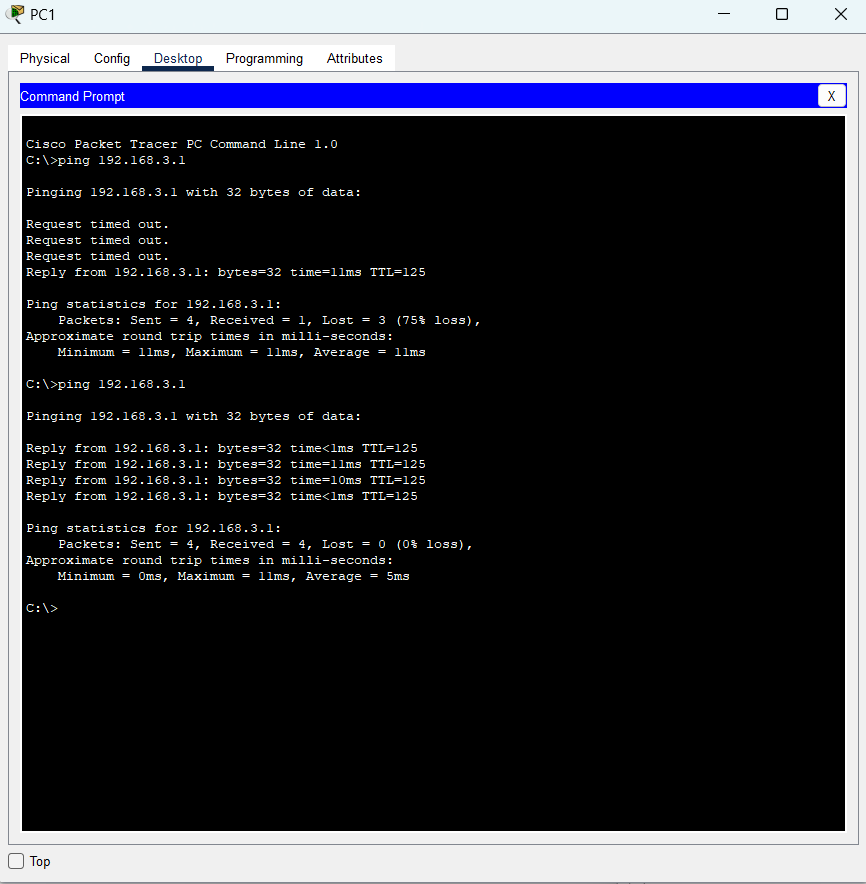 PC1
Physical Config Desktop Programming Attributes
Command Prompt
X
Cisco Packet Tracer PC Command Line 1.0
C:\>ping 192.168.3.1
Pinging 192.168.3.1 with 32 bytes of data:
Request timed out.
Request timed out.
Request timed out.
Reply from 192.168.3.1: bytes=32 time=11ms TTL=125
Ping statistics for 192.168.3.1:
    Packets: Sent = 4, Received = 1, Lost = 3 (75% loss),
Approximate round trip times in milli-seconds:
    Minimum = 11ms, Maximum = 11ms, Average = 11ms
C:\>ping 192.168.3.1
Pinging 192.168.3.1 with 32 bytes of data:
Reply from 192.168.3.1: bytes=32 time<1ms TTL=125
Reply from 192.168.3.1: bytes=32 time=11ms TTL=125
Reply from 192.168.3.1: bytes=32 time=10ms TTL=125
Reply from 192.168.3.1: bytes=32 time<1ms TTL=125
Ping statistics for 192.168.3.1:
    Packets: Sent = 4, Received = 4, Lost = 0 (0% loss),
Approximate round trip times in milli-seconds:
    Minimum = 0ms, Maximum = 11ms, Average = 5ms
C:\>
Top